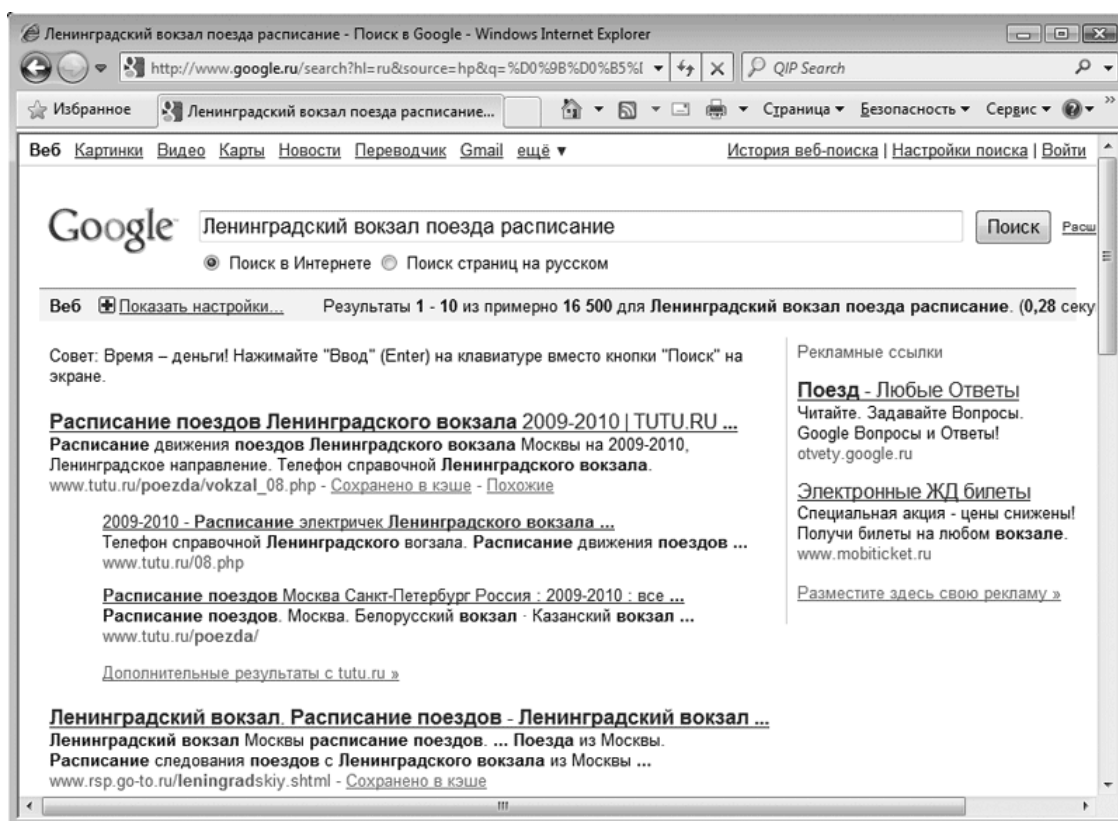 Ленинградский вокзал поезда расписание - Поиск в Google - Windows Internet Explorer
http://www.google.ru/search?hl=ru&source=hp&q=%D0%9B%D0%B5%
QIP Search
Избранное
Ленинградский вокзал поезда расписание...
Страница
Безопасность
Сервис
Веб Картинки Видео Карты Новости Переводчик Gmail ещё ▼
История веб-поиска | Настройки поиска | Войти
Google
Ленинградский вокзал поезда расписание
Поиск
Расш
Поиск в Интернете
Поиск страниц на русском
Веб
Показать настройки...
Результаты 1 - 10 из примерно 16 500 для Ленинградский вокзал поезда расписание. (0,28 секу
Совет: Время – деньги! Нажимайте "Ввод" (Enter) на клавиатуре вместо кнопки "Поиск" на
экране.
Расписание поездов Ленинградского вокзала 2009-2010 | TUTU.RU ...
Расписание движения поездов Ленинградского вокзала Москвы на 2009-2010,
Ленинградское направление. Телефон справочной Ленинградского вокзала.
www.tutu.ru/poezda/vokzal_08.php - Сохранено в кэше - Похожие
2009-2010 - Расписание электричек Ленинградского вокзала ...
Телефон справочной Ленинградского вогзала. Расписание движения поездов ...
www.tutu.ru/08.php
Расписание поездов Москва Санкт-Петербург Россия : 2009-2010 : все ...
Расписание поездов. Москва. Белорусский вокзал · Казанский вокзал ...
www.tutu.ru/poezda/
Дополнительные результаты с tutu.ru »
Ленинградский вокзал. Расписание поездов - Ленинградский вокзал ...
Ленинградский вокзал Москвы расписание поездов. ... Поезда из Москвы.
Расписание следования поездов с Ленинградского вокзала из Москвы ...
www.rsp.go-to.ru/leningradskiy.shtml - Сохранено в кэше
Рекламные ссылки
Поезд - Любые Ответы
Читайте. Задавайте Вопросы.
Google Вопросы и Ответы!
otvety.google.ru
Электронные ЖД билеты
Специальная акция - цены снижены!
Получи билеты на любом вокзале.
www.mobiticket.ru
Разместите здесь свою рекламу »